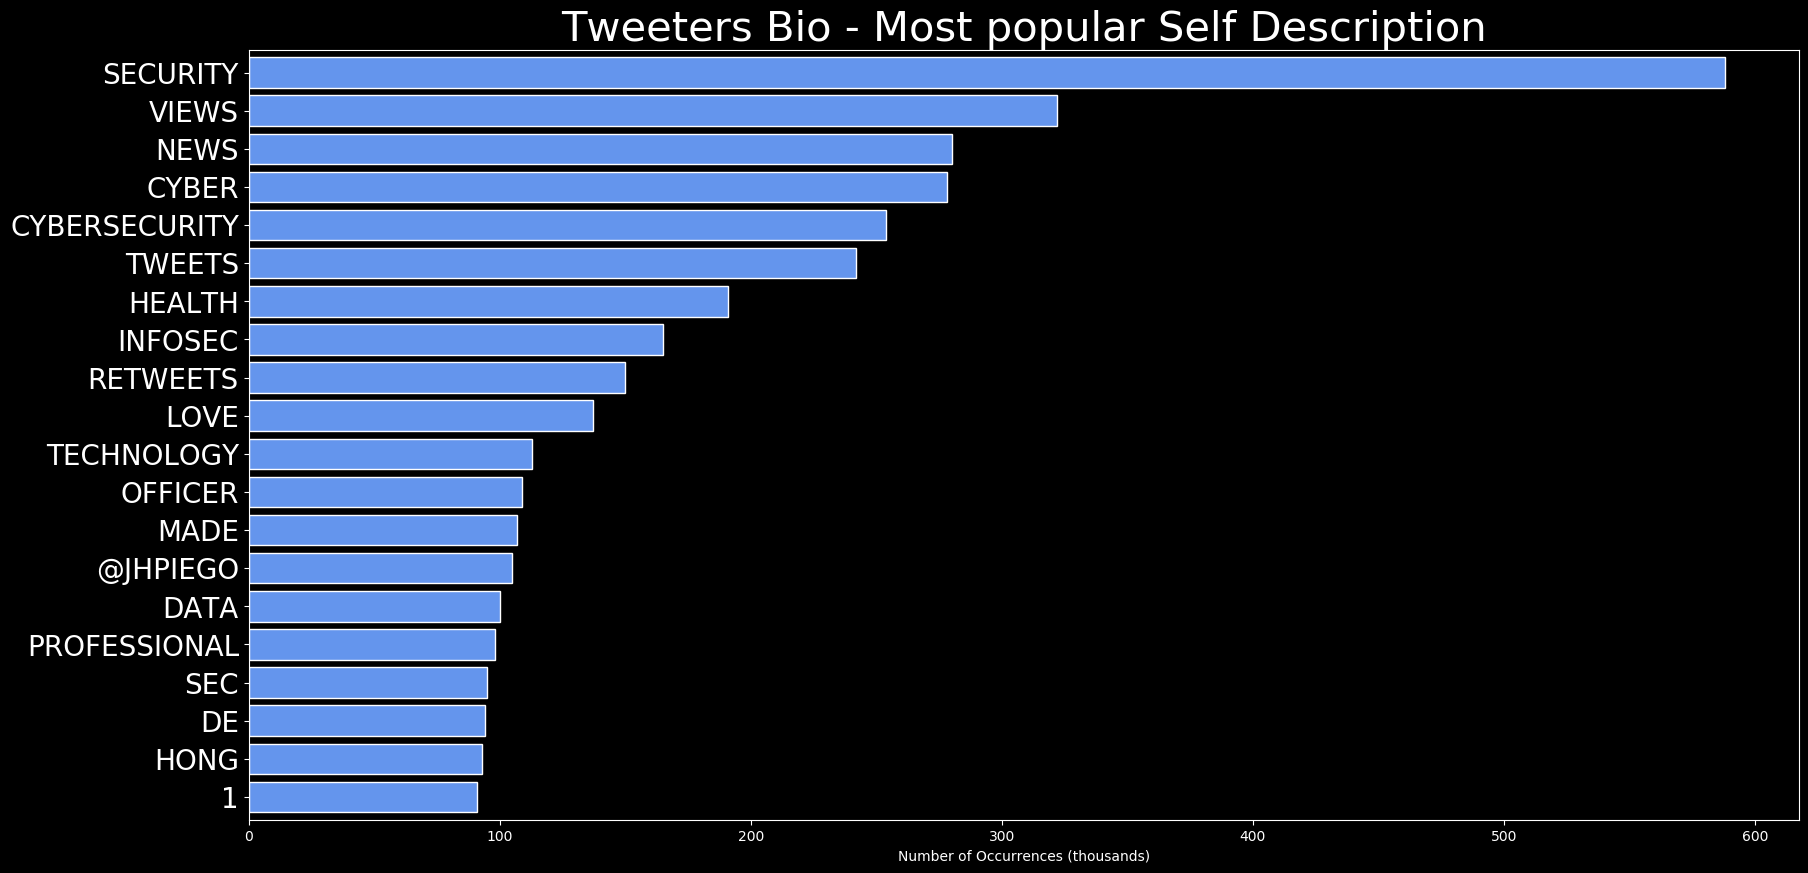 Tweeters Bio - Most popular Self Description
SECURITY
VIEWS
NEWS
CYBER
CYBERSECURITY
TWEETS
HEALTH
INFOSEC
RETWEETS
LOVE
TECHNOLOGY
OFFICER
MADE
@JHPIEGO
DATA
PROFESSIONAL
SEC
DE
HONG
1
0 100 200 300 400 500 600
Number of Occurrences (thousands)